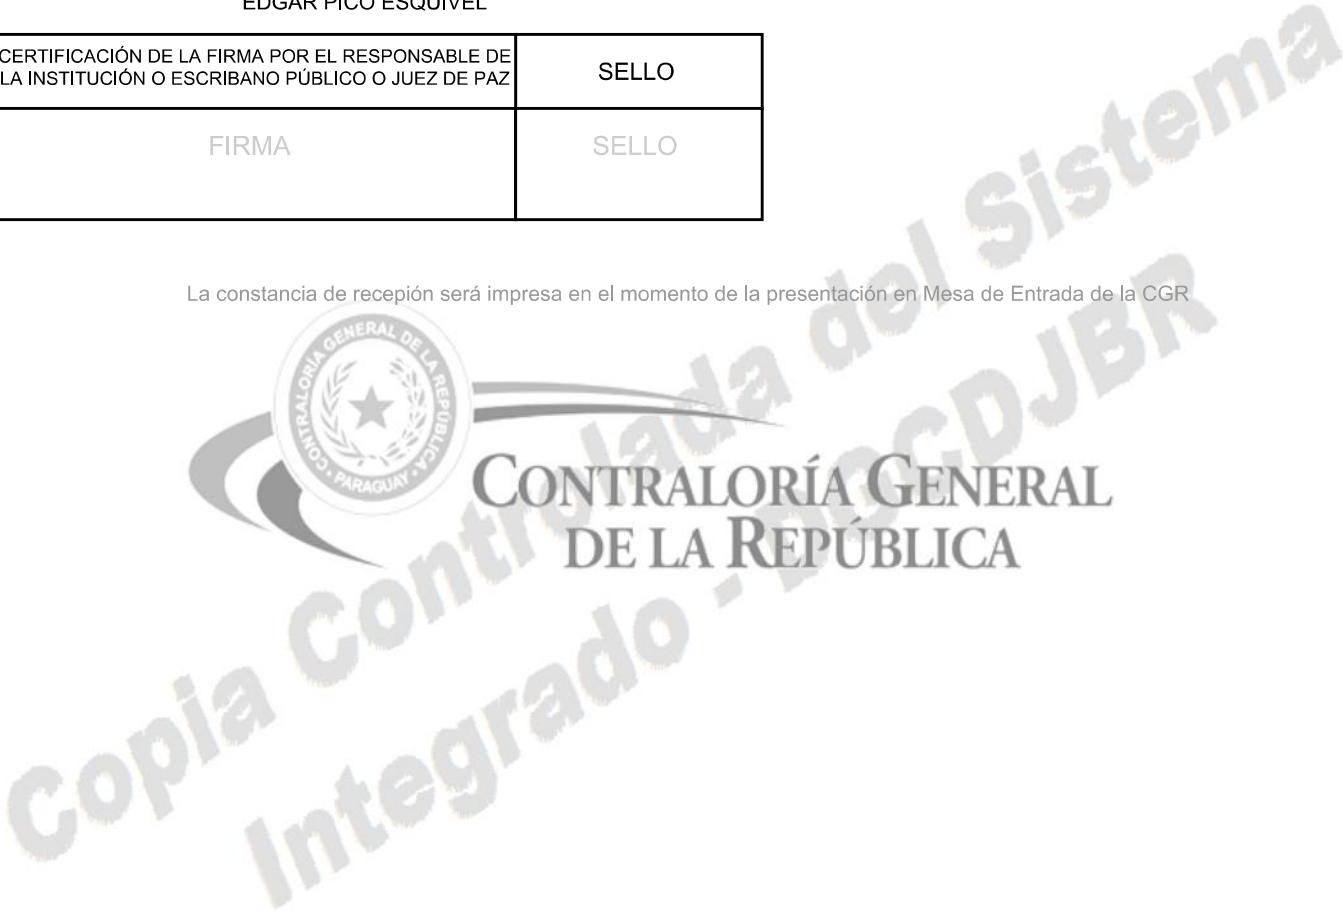 EDGAR PICO ESQUIVEL
CERTIFICACIÓN DE LA FIRMA POR EL RESPONSABLE DE
LA INSTITUCIÓN O ESCRIBANO PÚBLICO O JUEZ DE PAZ
SELLO
FIRMA
SELLO
La constancia de recepión será impresa en el momento de la presentación en Mesa de Entrada de la CGR
CONTRALORÍA GENERAL DE LA REPÚBLICA
PARAGUAY
CONTRALORÍA GENERAL
DE LA REPÚBLICA
Copia Controlada del Sistema
Integrado - DGCDJBR